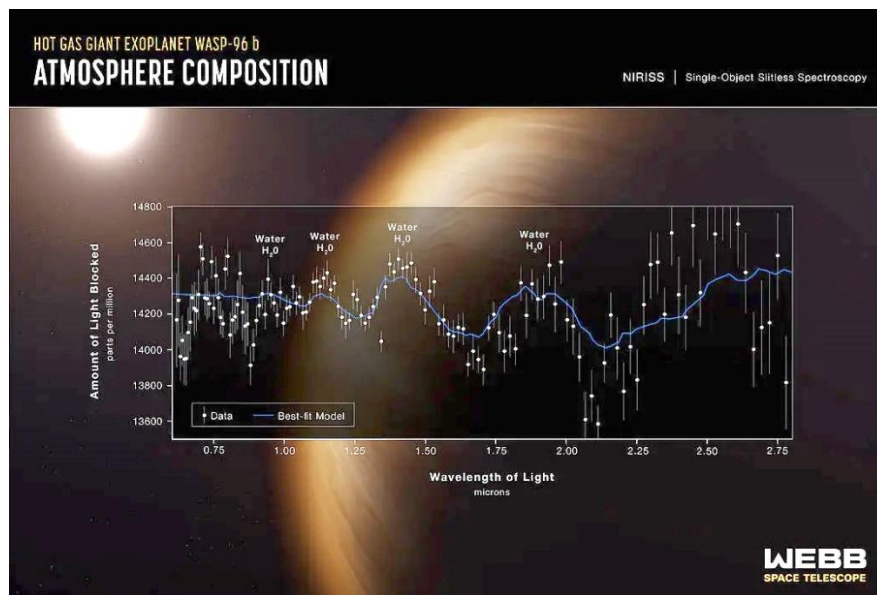 HOT GAS GIANT EXOPLANET WASP-96 b
ATMOSPHERE COMPOSITION
NIRISS | Single-Object Slitless Spectroscopy
14800
14600
14400
14200
14000
13800
13600
Amount of Light Blocked
parts per million
Water
H₂O
Water
H₂O
Water
H₂O
Water
H₂O
Data
Best-fit Model
0.75 1.00 1.25 1.50 1.75 2.00 2.25 2.50 2.75
Wavelength of Light
microns
WEBB
SPACE TELESCOPE